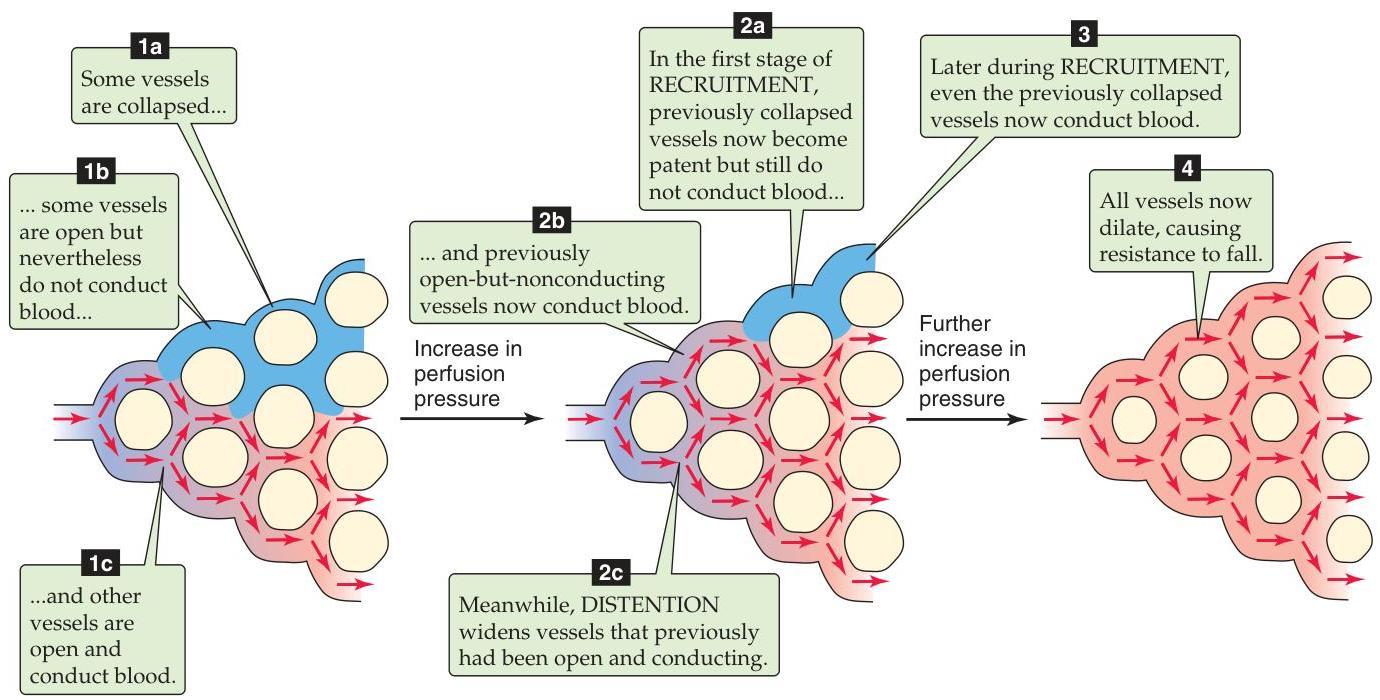 1a
Some vessels
are collapsed...
1b
... some vessels
are open but
nevertheless
do not conduct
blood...
1c
...and other
vessels are
open and
conduct blood.
Increase in
perfusion
pressure
2a
In the first stage of
RECRUITMENT,
previously collapsed
vessels now become
patent but still do
not conduct blood...
2b
... and previously
open-but-nonconducting
vessels now conduct blood.
2c
Meanwhile, DISTENTION
widens vessels that previously
had been open and conducting.
3
Later during RECRUITMENT,
even the previously collapsed
vessels now conduct blood.
Further
increase in
perfusion
pressure
4
All vessels now
dilate, causing
resistance to fall.